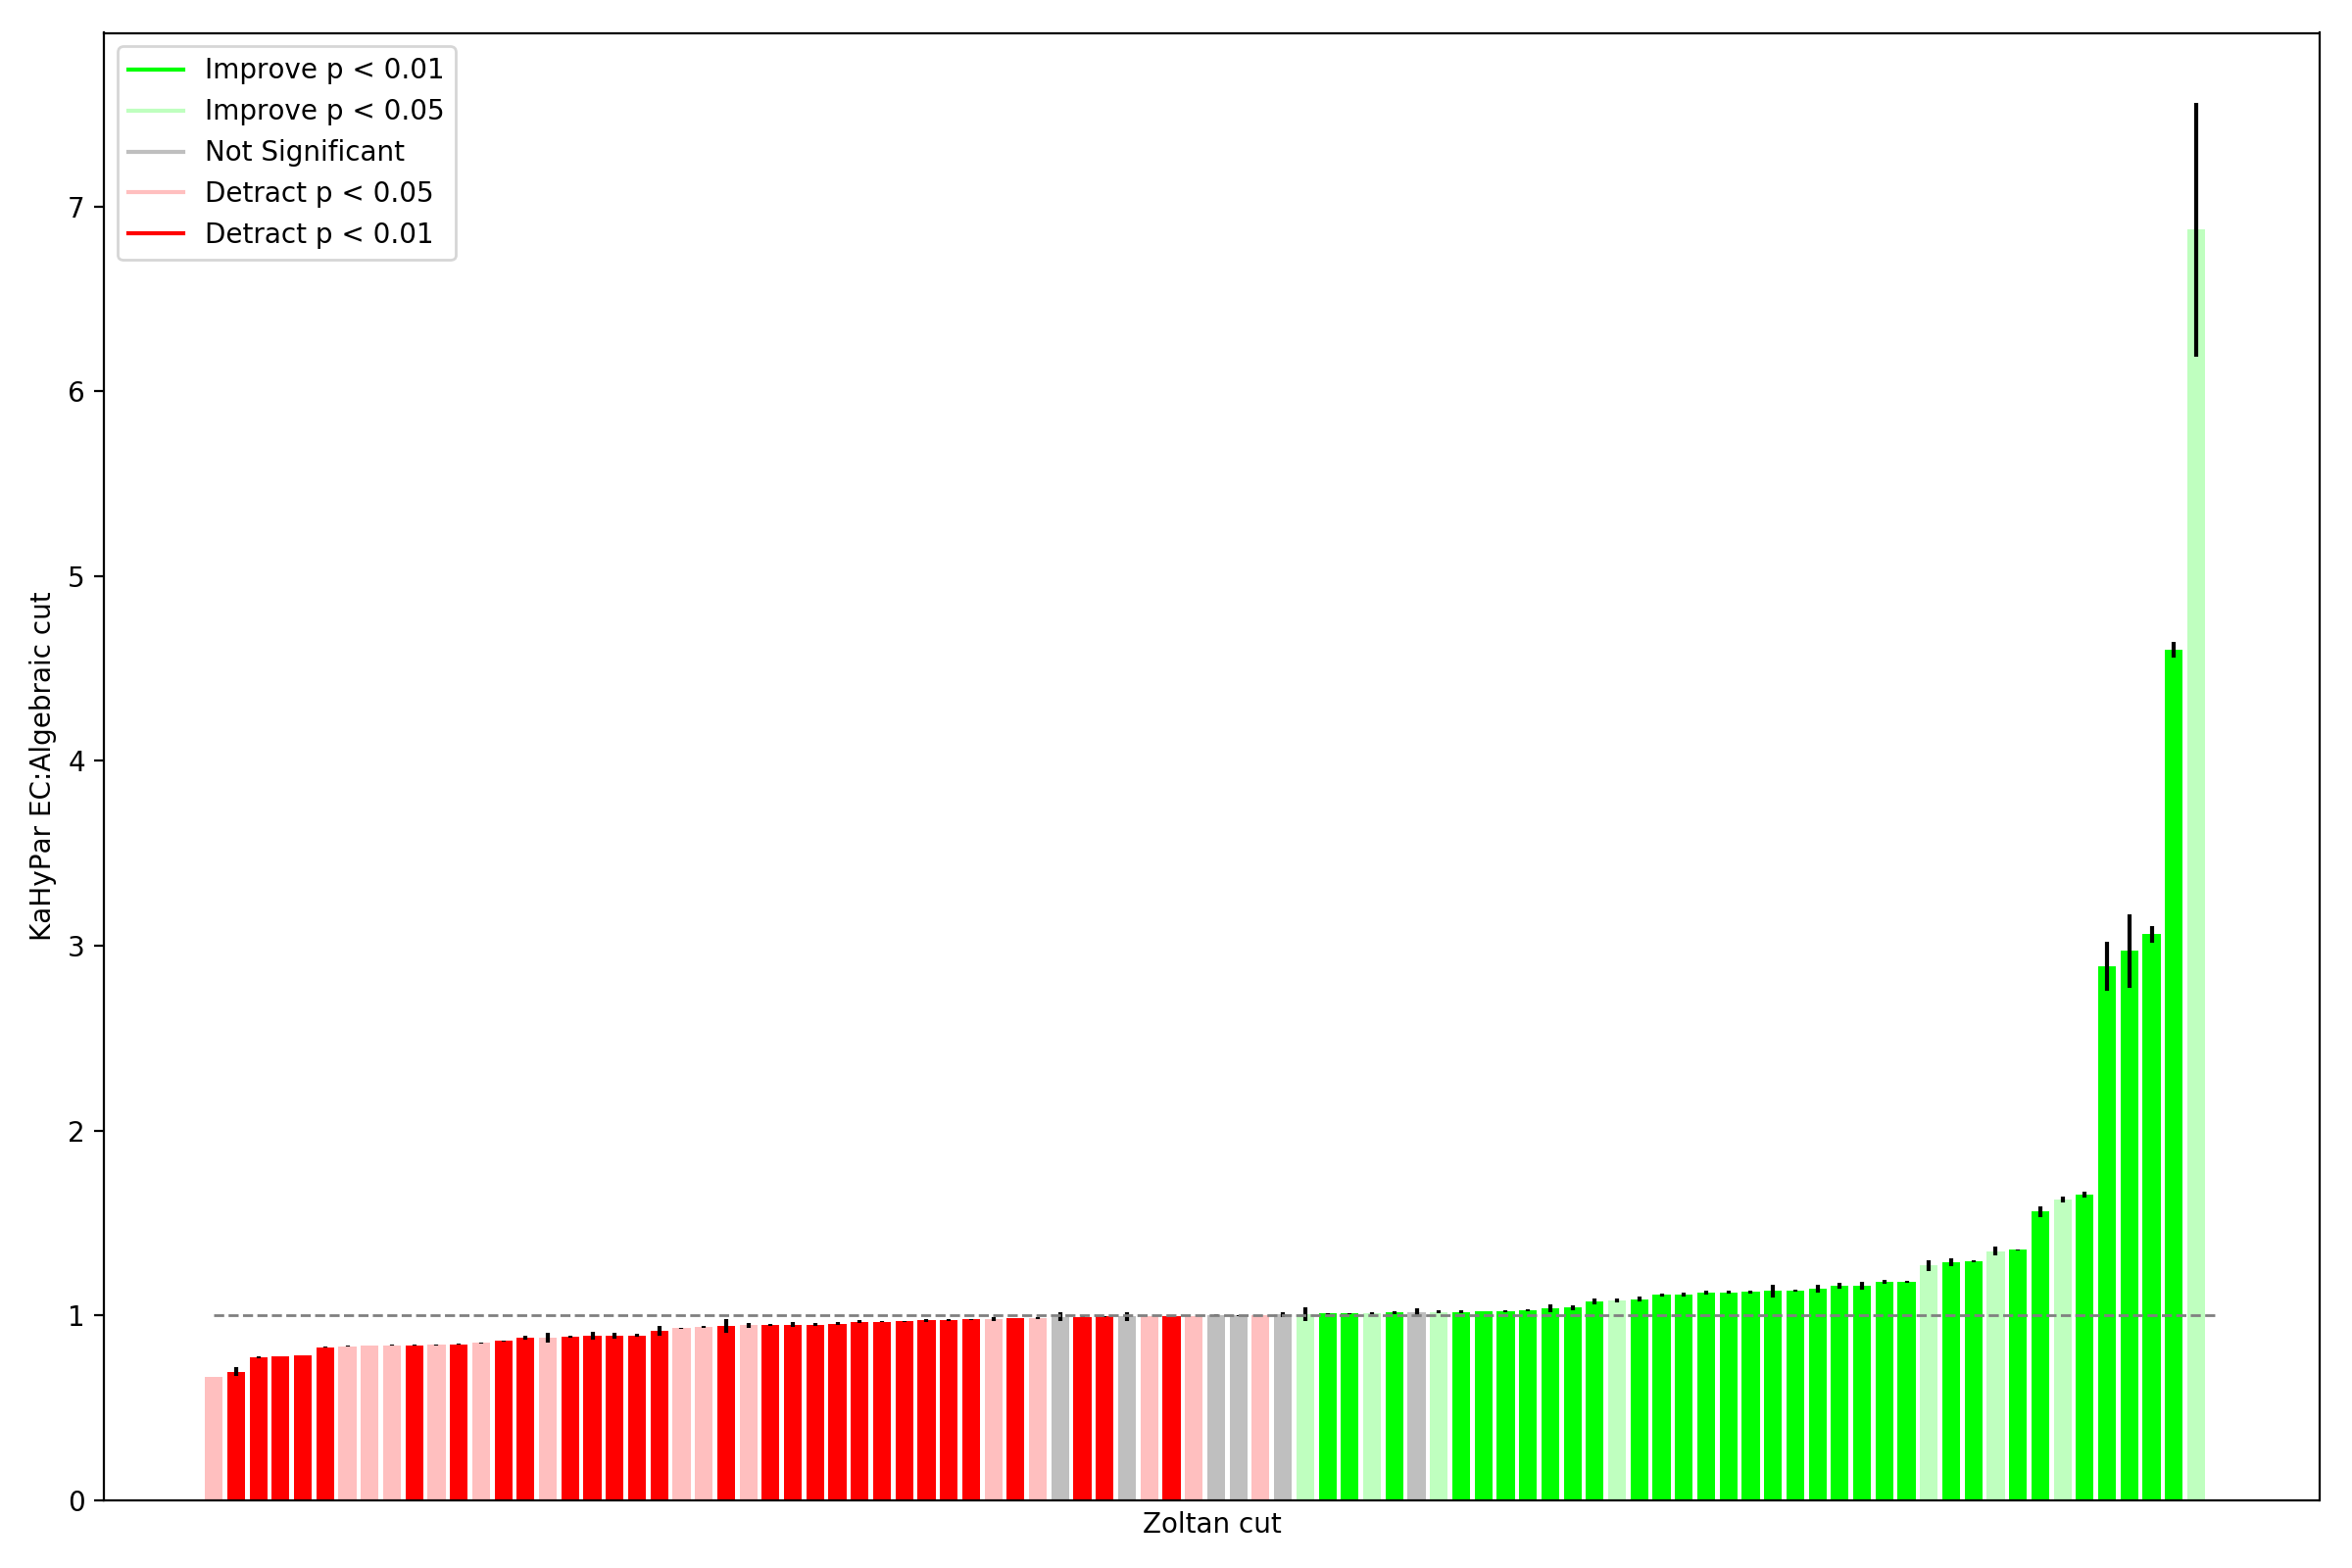 Improve p < 0.01
Improve p < 0.05
Not Significant
Detract p < 0.05
Detract p < 0.01
7
6
5
4
3
2
1
0
KaHyPar EC:Algebraic cut
Zoltan cut